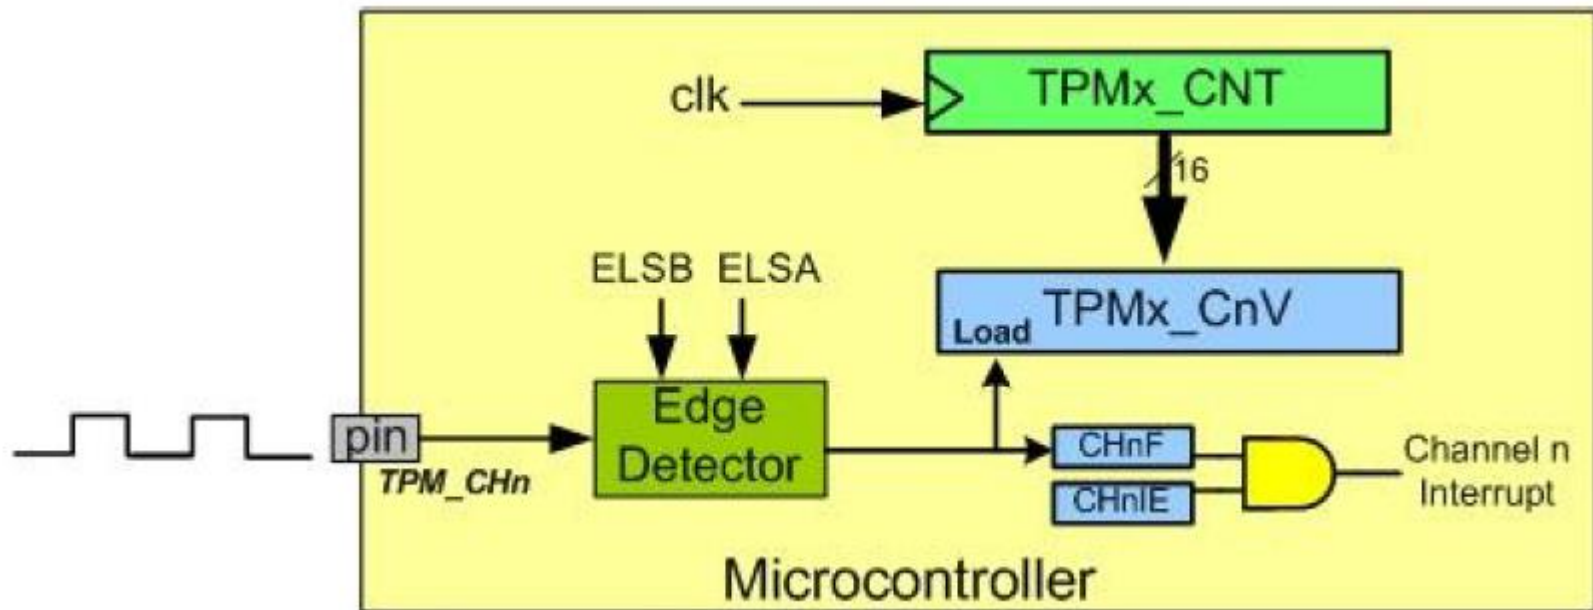 clk
TPMx_CNT
16
ELSB ELSA
TPMx_CnV
Load
Edge
Detector
pin
TPM_CHn
CHnF
CHnIE
Channel n
Interrupt
Microcontroller